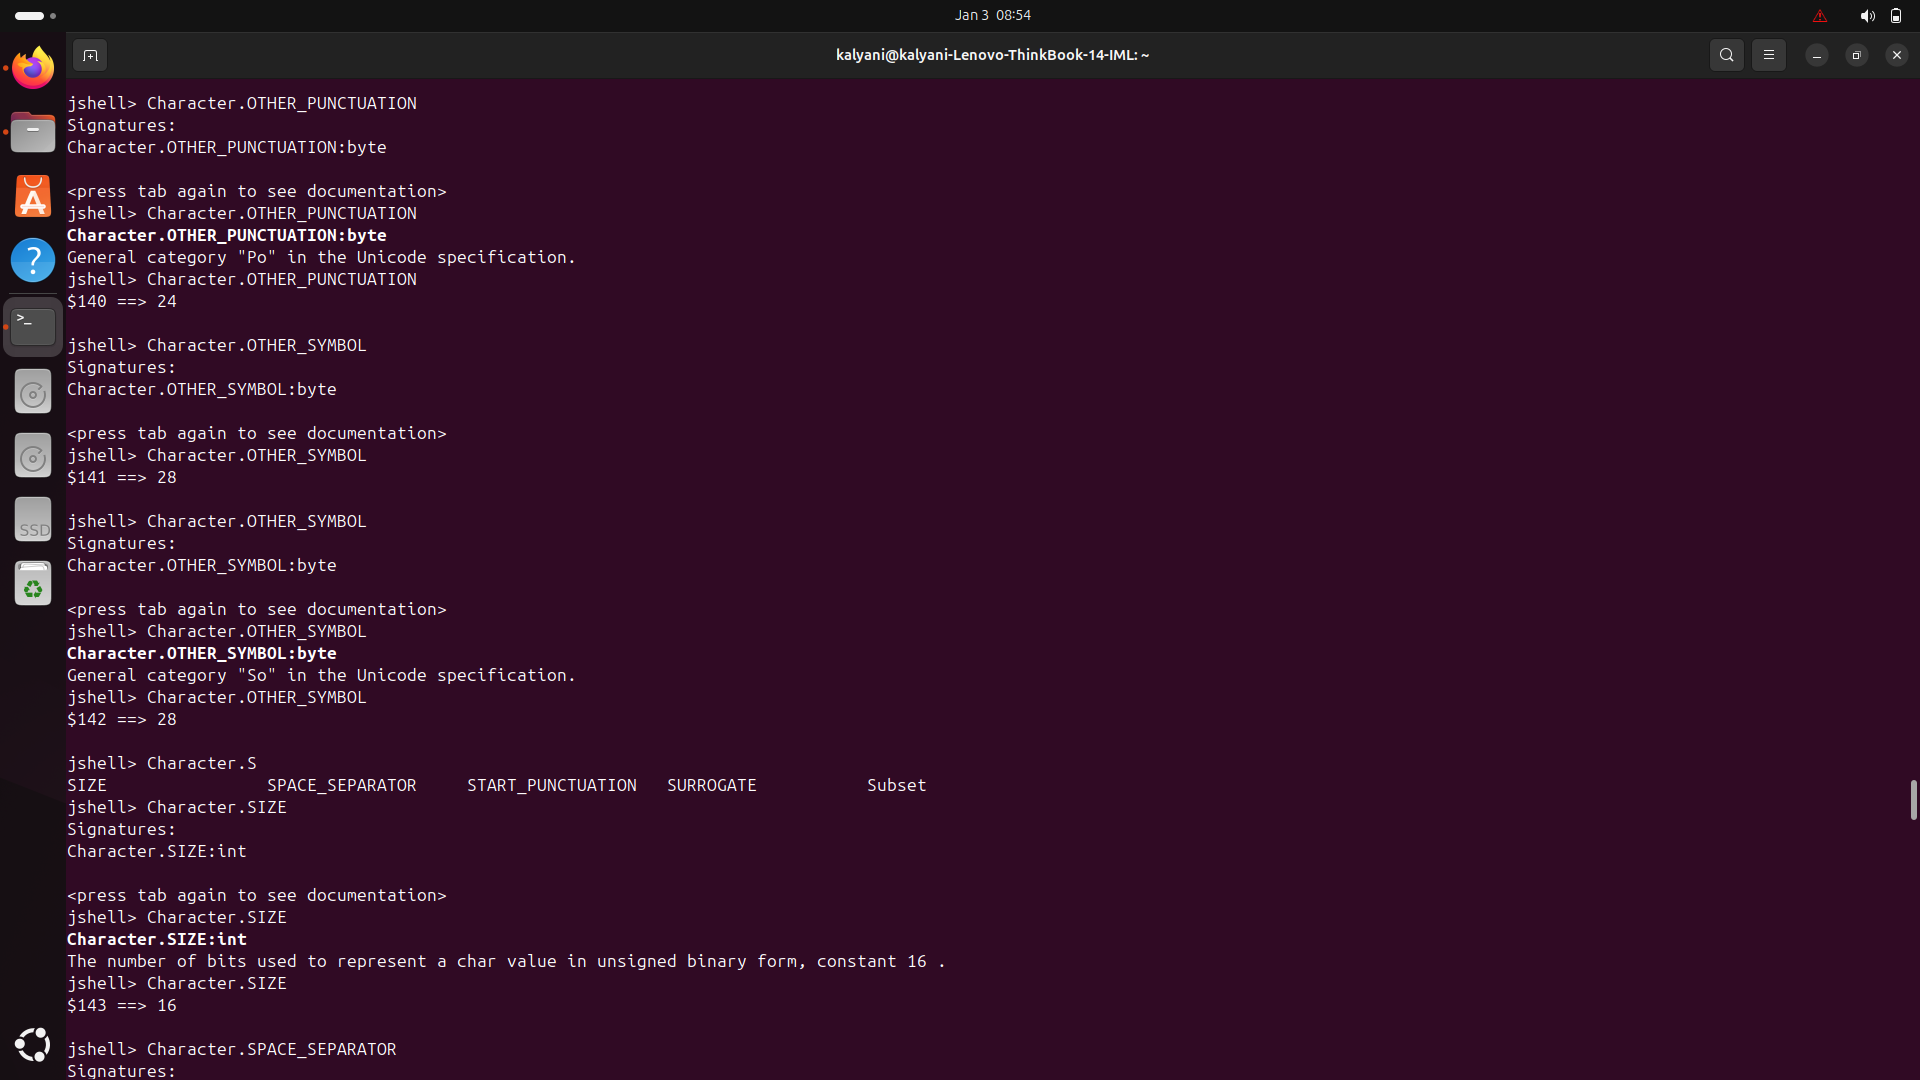 Jan 3 08:54
kalyani@kalyani-Lenovo-ThinkBook-14-IML: ~
jshell> Character.OTHER_PUNCTUATION
Signatures:
Character.OTHER_PUNCTUATION:byte
<press tab again to see documentation>
jshell> Character.OTHER_PUNCTUATION
Character.OTHER_PUNCTUATION:byte
General category "Po" in the Unicode specification.
jshell> Character.OTHER_PUNCTUATION
$140 ==> 24
jshell> Character.OTHER_SYMBOL
Signatures:
Character.OTHER_SYMBOL:byte
<press tab again to see documentation>
jshell> Character.OTHER_SYMBOL
$141 ==> 28
jshell> Character.OTHER_SYMBOL
Signatures:
Character.OTHER_SYMBOL:byte
<press tab again to see documentation>
jshell> Character.OTHER_SYMBOL
Character.OTHER_SYMBOL:byte
General category "So" in the Unicode specification.
jshell> Character.OTHER_SYMBOL
$142 ==> 28
jshell> Character.S
SIZE SPACE_SEPARATOR START_PUNCTUATION SURROGATE Subset
jshell> Character.SIZE
Signatures:
Character.SIZE:int
<press tab again to see documentation>
jshell> Character.SIZE
Character.SIZE:int
The number of bits used to represent a char value in unsigned binary form, constant 16 .
jshell> Character.SIZE
$143 ==> 16
jshell> Character.SPACE_SEPARATOR
Signatures:
SSD